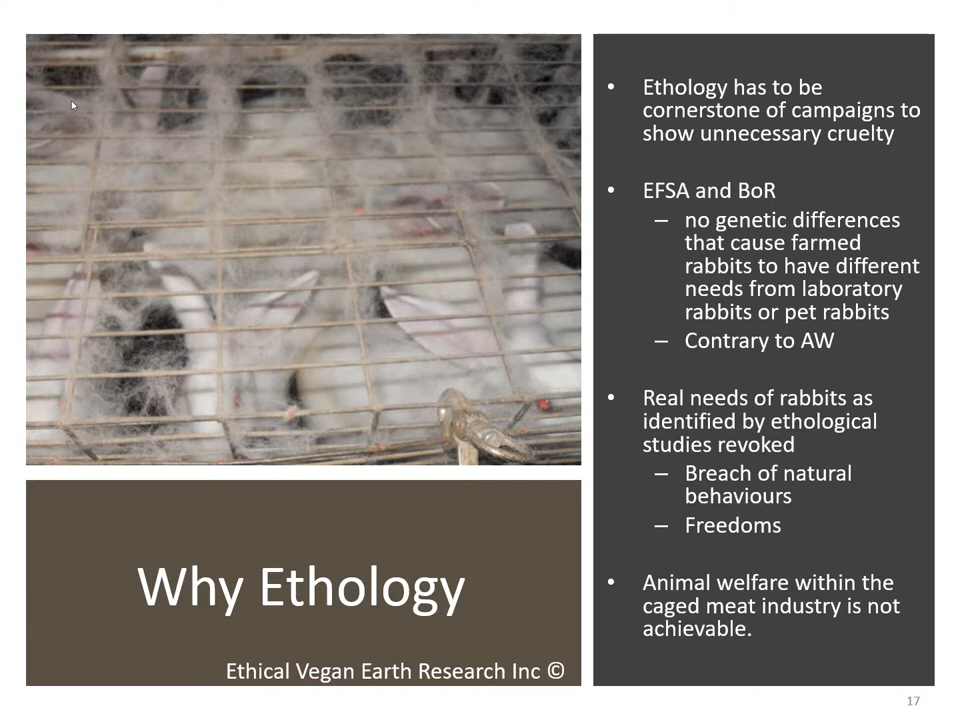 • Ethology has to be
cornerstone of campaigns to
show unnecessary cruelty
• EFSA and BoR
– no genetic differences
that cause farmed
rabbits to have different
needs from laboratory
rabbits or pet rabbits
– Contrary to AW
• Real needs of rabbits as
identified by ethological
studies revoked
– Breach of natural
behaviours
– Freedoms
• Animal welfare within the
caged meat industry is not
achievable.
Why Ethology
Ethical Vegan Earth Research Inc ©
17